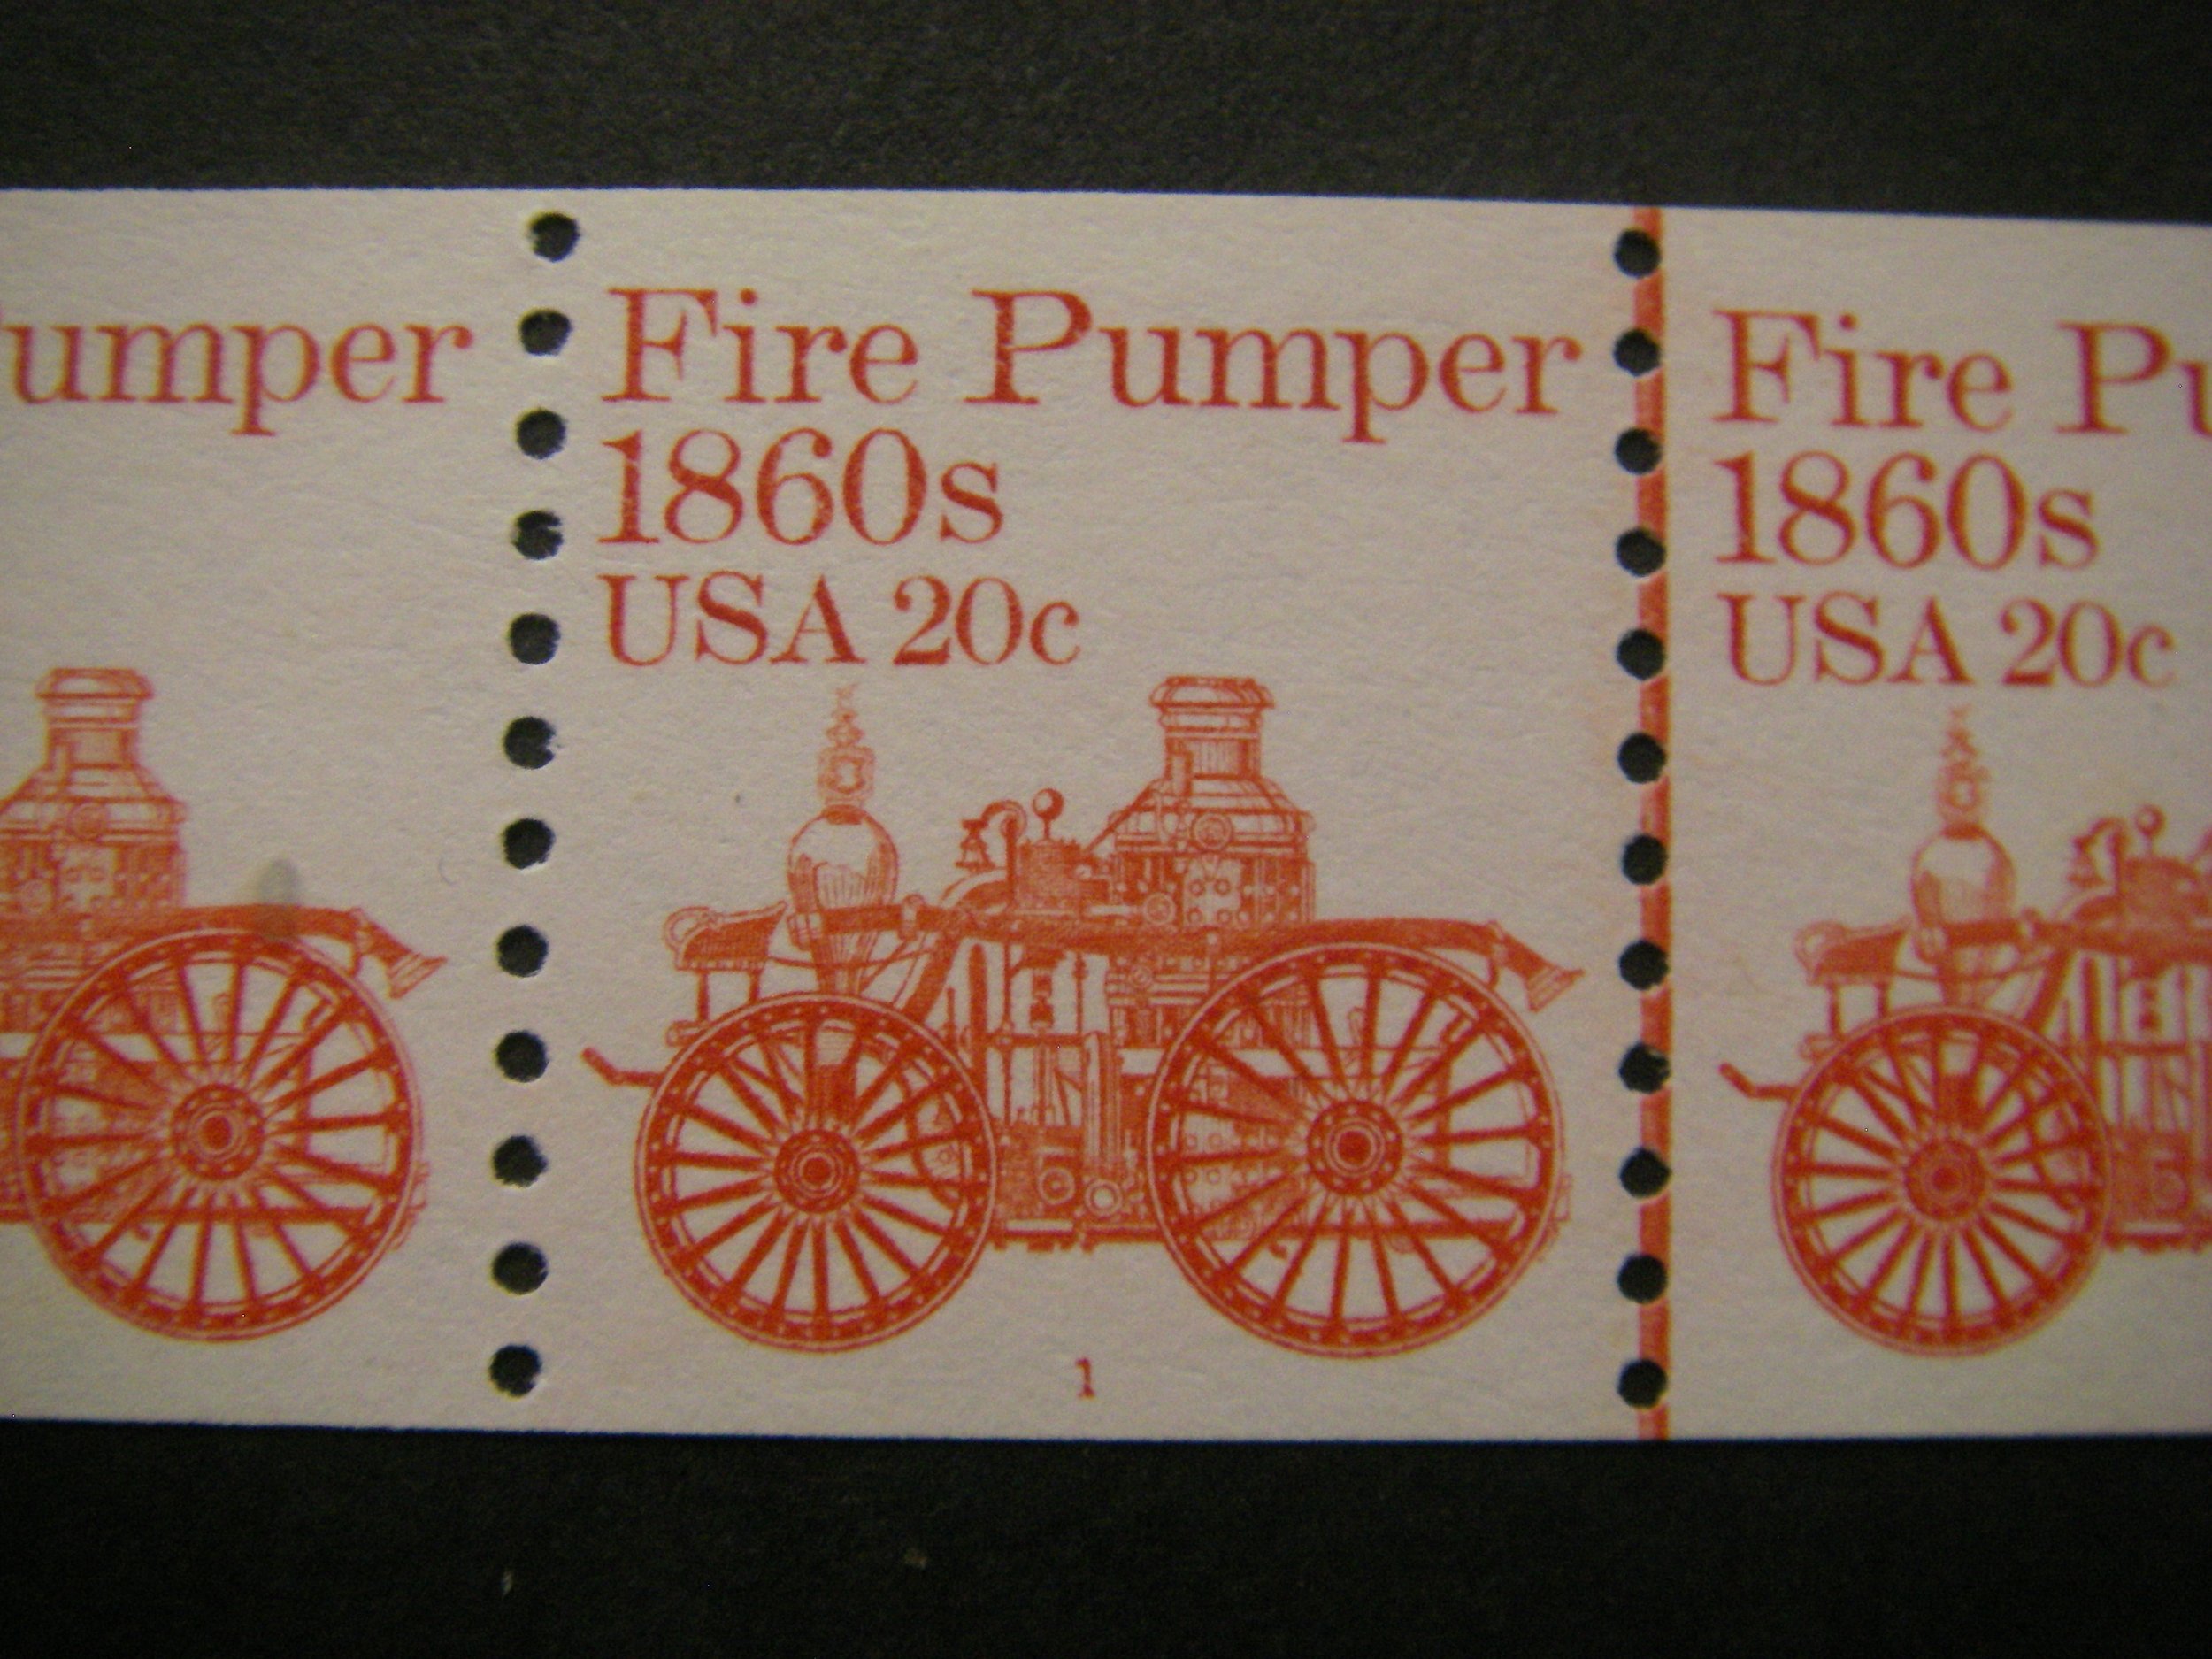 umper
Fire Pumper
1860s
USA 20c
1
Fire Pu
1860s
USA 20c